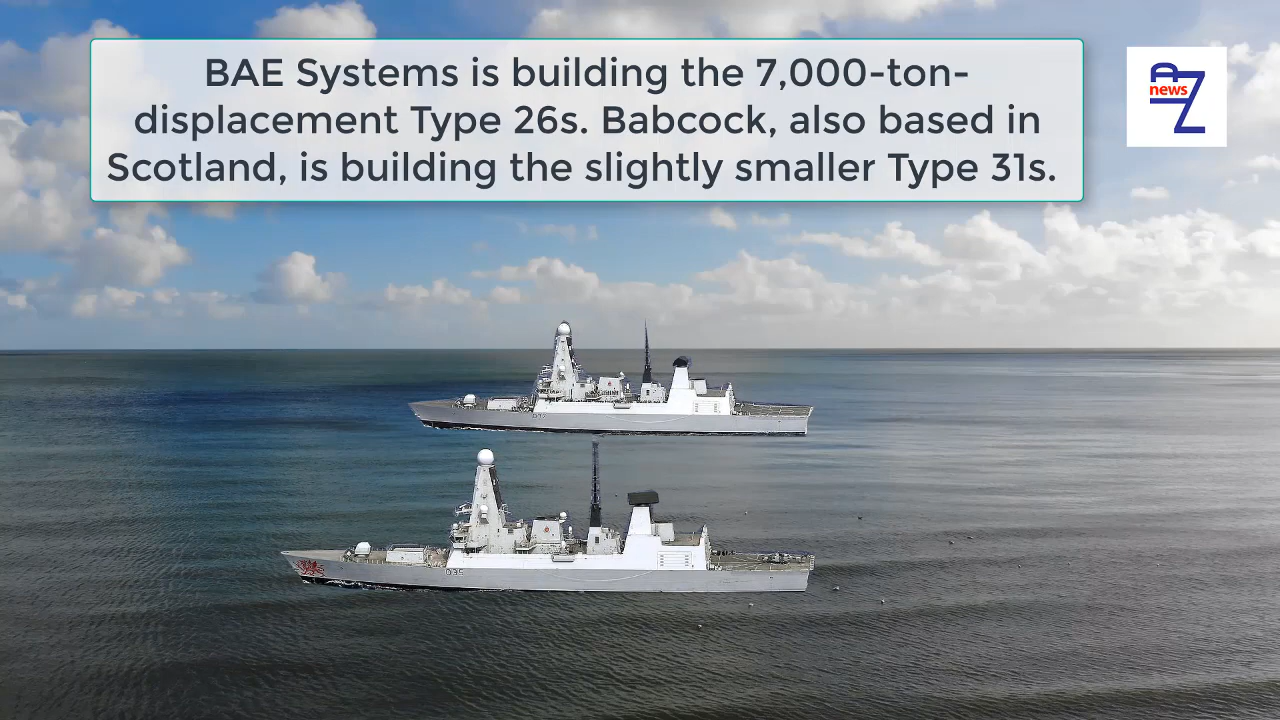 BAE Systems is building the 7,000-ton-
displacement Type 26s. Babcock, also based in
Scotland, is building the slightly smaller Type 31s.
A news Z
D35